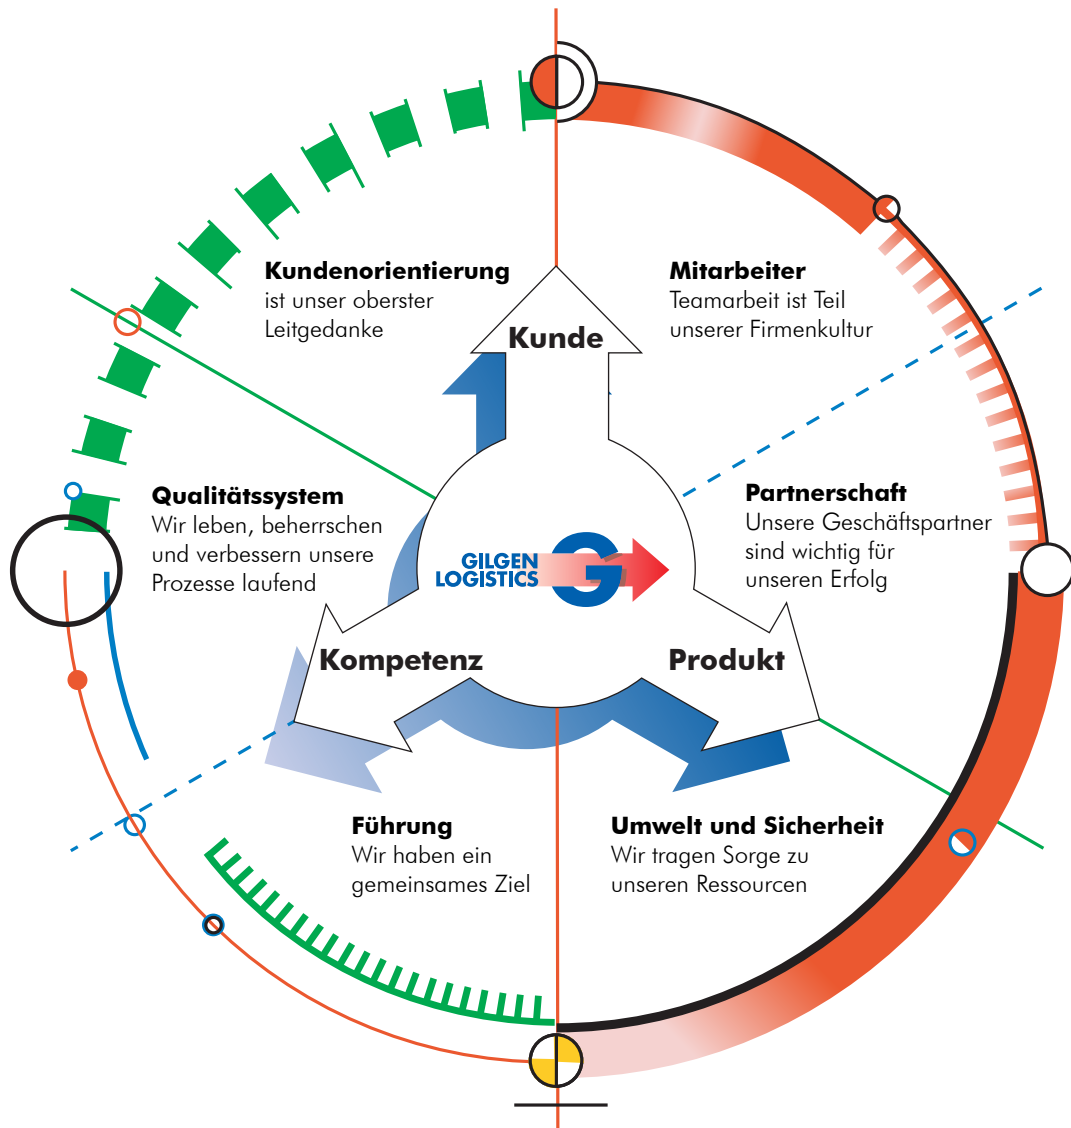 Kundenorientierung
ist unser oberster
Leitgedanke
Mitarbeiter
Teamarbeit ist Teil
unserer Firmenkultur
Kunde
Qualitätssystem
Wir leben, beherrschen
und verbessern unsere
Prozesse laufend
GILGEN
LOGISTICS
G
Partnerschaft
Unsere Geschäftspartner
sind wichtig für
unseren Erfolg
Kompetenz
Produkt
Führung
Wir haben ein
gemeinsames Ziel
Umwelt und Sicherheit
Wir tragen Sorge zu
unseren Ressourcen